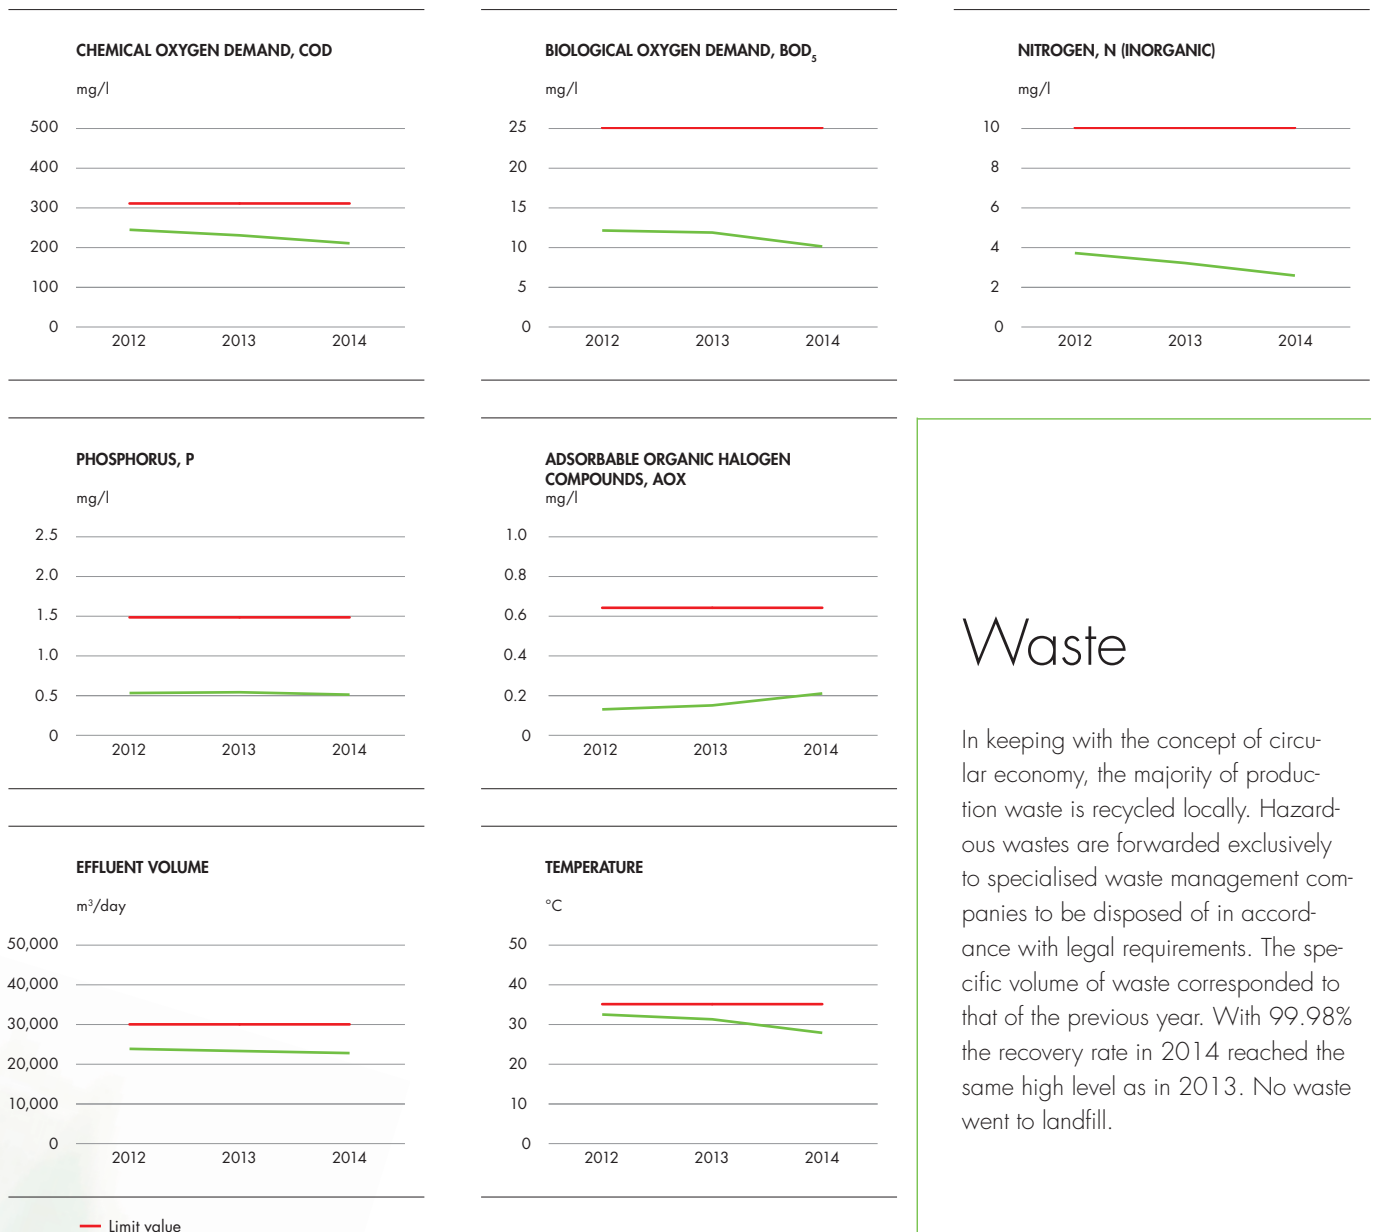 CHEMICAL OXYGEN DEMAND, COD
mg/l
500
400
300
200
100
0
2012 2013 2014
BIOLOGICAL OXYGEN DEMAND, BOD₅
mg/l
25
20
15
10
5
0
2012 2013 2014
NITROGEN, N (INORGANIC)
mg/l
10
8
6
4
2
0
2012 2013 2014
PHOSPHORUS, P
mg/l
2.5
2.0
1.5
1.0
0.5
0
2012 2013 2014
ADSORBABLE ORGANIC HALOGEN
COMPOUNDS, AOX
mg/l
1.0
0.8
0.6
0.4
0.2
0
2012 2013 2014
EFFLUENT VOLUME
m³/day
50,000
40,000
30,000
20,000
10,000
0
2012 2013 2014
Limit value
TEMPERATURE
°C
50
40
30
20
10
0
2012 2013 2014
Waste
In keeping with the concept of circu-
lar economy, the majority of produc-
tion waste is recycled locally. Hazard-
ous wastes are forwarded exclusively
to specialised waste management com-
panies to be disposed of in accord-
ance with legal requirements. The spe-
cific volume of waste corresponded to
that of the previous year. With 99.98%
the recovery rate in 2014 reached the
same high level as in 2013. No waste
went to landfill.